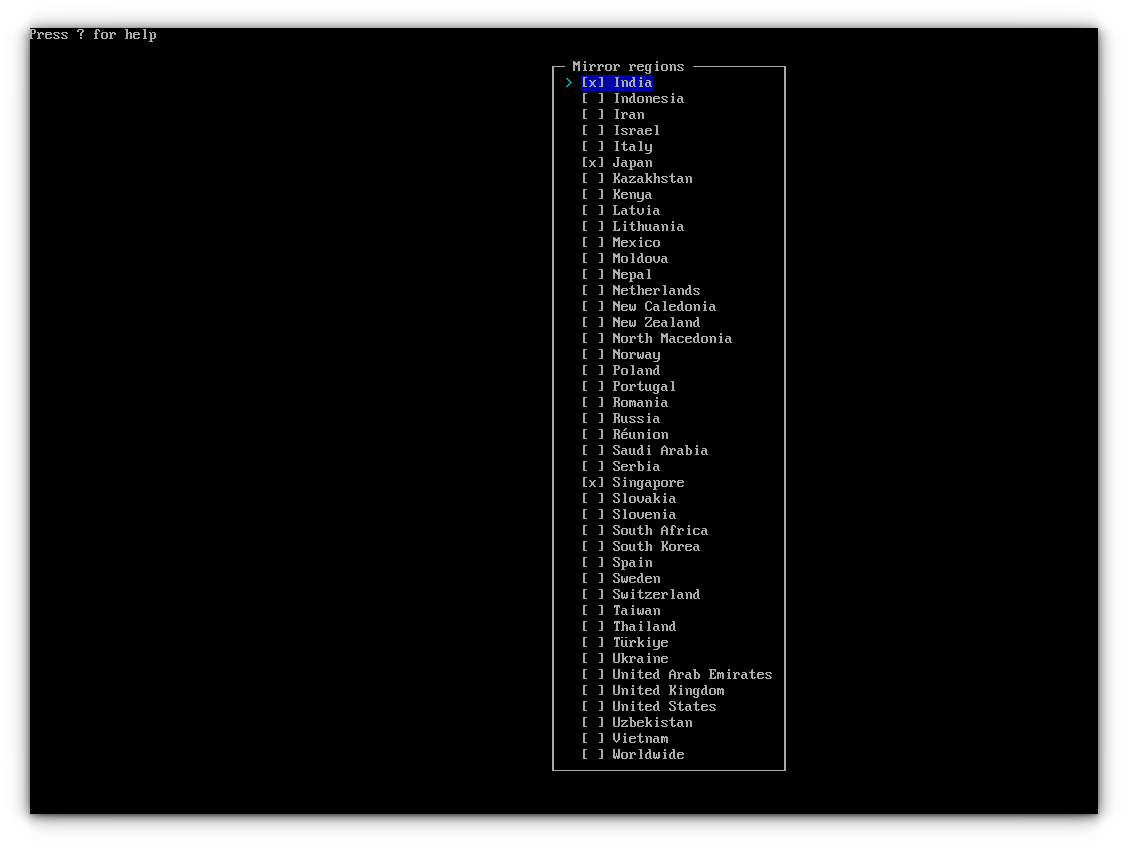 Press ? for help
Mirror regions
> [x] India
[ ] Indonesia
[ ] Iran
[ ] Israel
[ ] Italy
[x] Japan
[ ] Kazakhstan
[ ] Kenya
[ ] Latvia
[ ] Lithuania
[ ] Mexico
[ ] Moldova
[ ] Nepal
[ ] Netherlands
[ ] New Caledonia
[ ] New Zealand
[ ] North Macedonia
[ ] Norway
[ ] Poland
[ ] Portugal
[ ] Romania
[ ] Russia
[ ] Réunion
[ ] Saudi Arabia
[ ] Serbia
[x] Singapore
[ ] Slovakia
[ ] Slovenia
[ ] South Africa
[ ] South Korea
[ ] Spain
[ ] Sweden
[ ] Switzerland
[ ] Taiwan
[ ] Thailand
[ ] Türkiye
[ ] Ukraine
[ ] United Arab Emirates
[ ] United Kingdom
[ ] United States
[ ] Uzbekistan
[ ] Vietnam
[ ] Worldwide